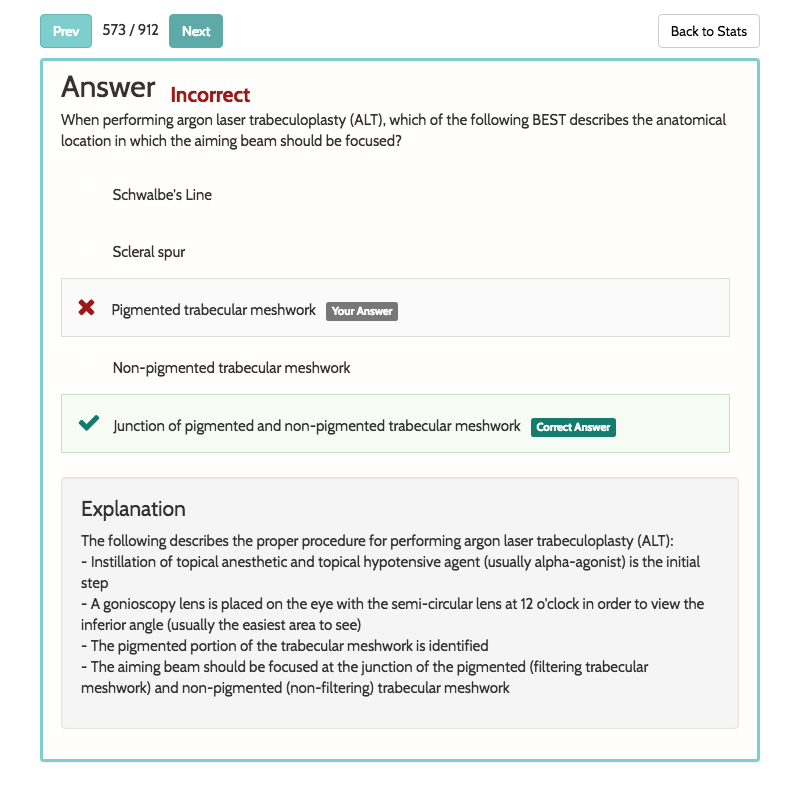 Prev 573 / 912 Next Back to Stats
Answer Incorrect
When performing argon laser trabeculoplasty (ALT), which of the following BEST describes the anatomical
location in which the aiming beam should be focused?
Schwalbe's Line
Scleral spur
Pigmented trabecular meshwork Your Answer
Non-pigmented trabecular meshwork
Junction of pigmented and non-pigmented trabecular meshwork Correct Answer
Explanation
The following describes the proper procedure for performing argon laser trabeculoplasty (ALT):
- Instillation of topical anesthetic and topical hypotensive agent (usually alpha-agonist) is the initial
step
- A gonioscopy lens is placed on the eye with the semi-circular lens at 12 o'clock in order to view the
inferior angle (usually the easiest area to see)
- The pigmented portion of the trabecular meshwork is identified
- The aiming beam should be focused at the junction of the pigmented (filtering trabecular
meshwork) and non-pigmented (non-filtering) trabecular meshwork